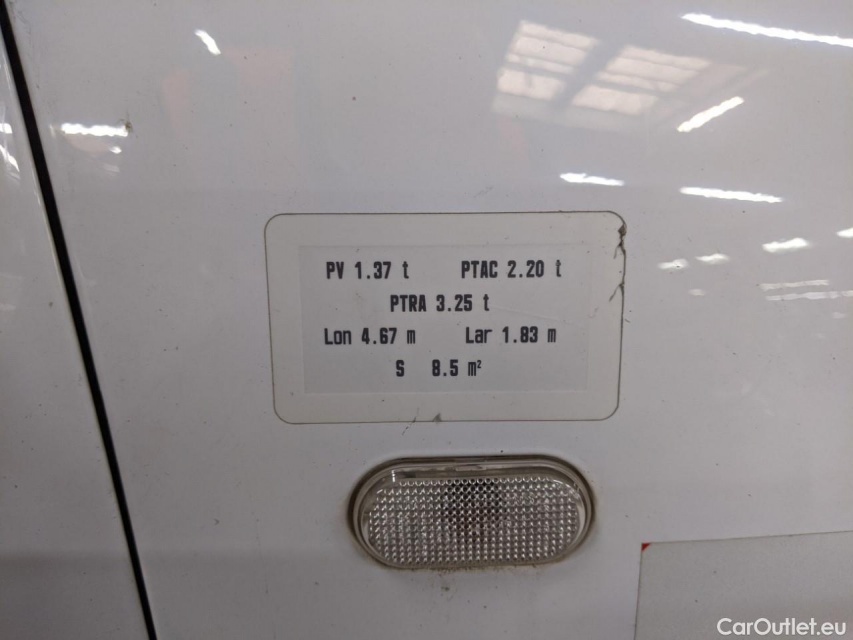 PV 1.37 t PTAC 2.20 t
PTRA 3.25 t
Lon 4.67 m Lar 1.83 m
S 8.5 m²
CarOutlet.eu